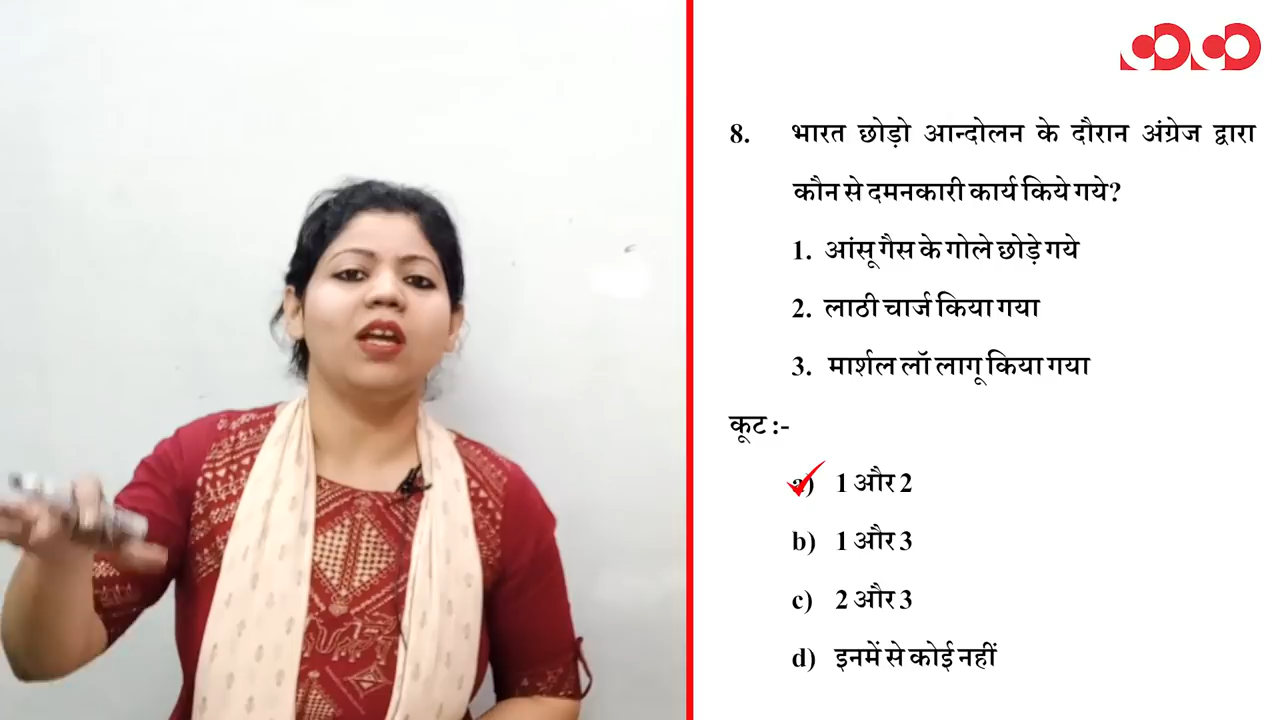 8. भारत छोड़ो आन्दोलन के दौरान अंग्रेज द्वारा
कौन से दमनकारी कार्य किये गये?
1. आंसू गैस के गोले छोड़े गये
2. लाठी चार्ज किया गया
3. मार्शल लॉ लागू किया गया
कूट :-
a) 1 और 2
b) 1 और 3
c) 2 और 3
d) इनमें से कोई नहीं